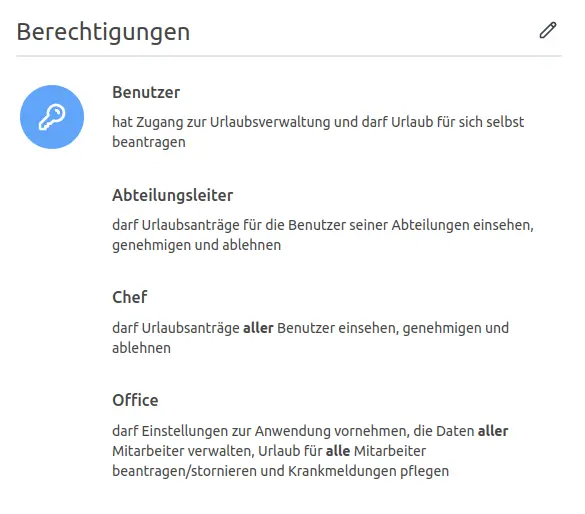 Berechtigungen
Benutzer
hat Zugang zur Urlaubsverwaltung und darf Urlaub für sich selbst
beantragen
Abteilungsleiter
darf Urlaubsanträge für die Benutzer seiner Abteilungen einsehen,
genehmigen und ablehnen
Chef
darf Urlaubsanträge aller Benutzer einsehen, genehmigen und
ablehnen
Office
darf Einstellungen zur Anwendung vornehmen, die Daten aller
Mitarbeiter verwalten, Urlaub für alle Mitarbeiter
beantragen/stornieren und Krankmeldungen pflegen